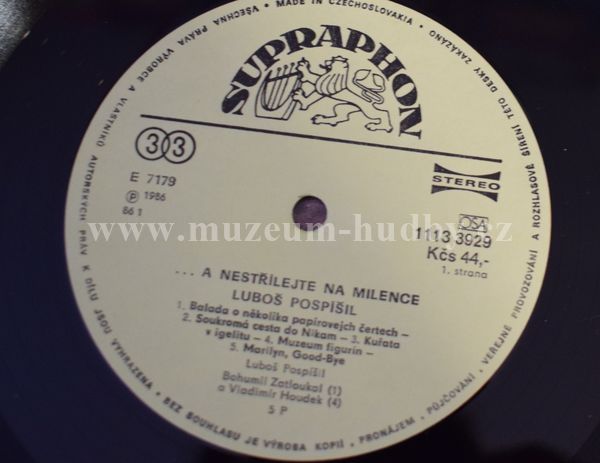 VŠECHNA PRÁVA VÝROBCE A VLASTNÍKŮ AUTORSKÝCH PRÁV K DÍLU JSOU VYHRAZENA • BEZ SOUHLASU JE VÝROBA KOPIÍ, PRONÁJEM, PŮJČOVÁNÍ, VEŘEJNÉ PROVOZOVÁNÍ A ROZHLASOVÉ ŠÍŘENÍ TÉTO DESKY ZAKÁZÁNO • MADE IN CZECHOSLOVAKIA •
SUPRAPHON
33
STEREO
E 7179
Ⓟ 1986
86 1
OSA
1113 3929
Kčs 44,-
1. strana
www.muzeum-hudby.cz
... A NESTŘÍLEJTE NA MILENCE
LUBOŠ POSPÍŠIL
1. Balada o několika papírovejch čertech –
2. Soukromá cesta do Nikam – 3. Kuřata
v igelitu – 4. Muzeum figurín –
5. Marilyn, Good-Bye
Luboš Pospíšil
Bohumil Zatloukal (1)
a Vladimír Houdek (4)
5 P